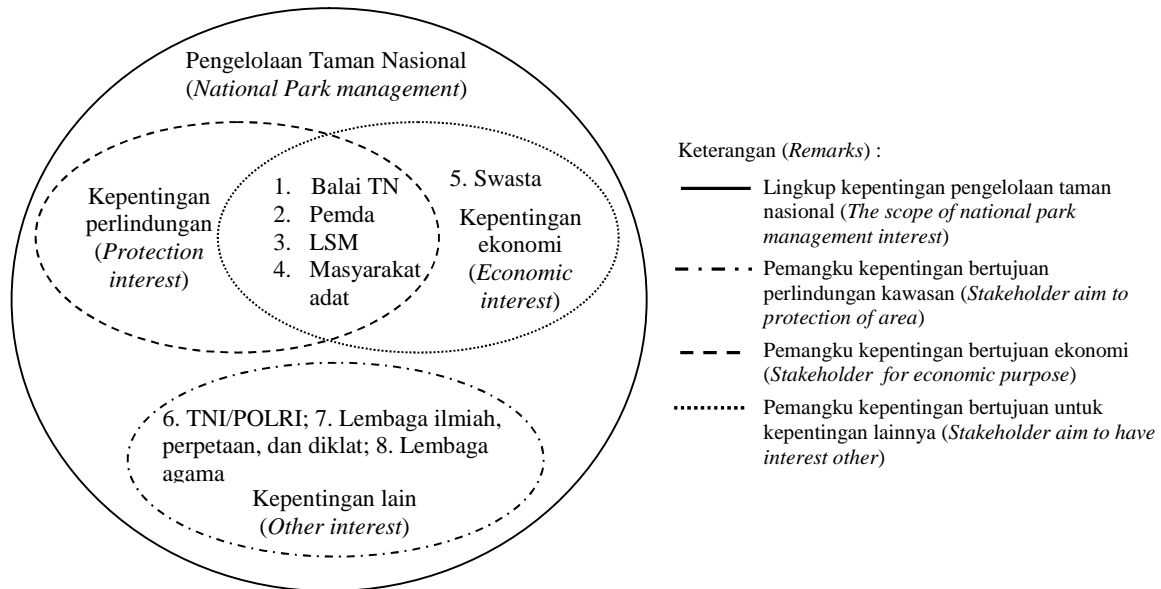 Pengelolaan Taman Nasional
(National Park management)
Kepentingan
perlindungan
(Protection
interest)
1. Balai TN
2. Pemda
3. LSM
4. Masyarakat
adat
5. Swasta
Kepentingan
ekonomi
(Economic
interest)
6. TNI/POLRI; 7. Lembaga ilmiah,
perpetaan, dan diklat; 8. Lembaga
agama
Kepentingan lain
(Other interest)
Keterangan (Remarks) :
Lingkup kepentingan pengelolaan taman
nasional (The scope of national park
management interest)
Pemangku kepentingan bertujuan
perlindungan kawasan (Stakeholder aim to
protection of area)
Pemangku kepentingan bertujuan ekonomi
(Stakeholder for economic purpose)
Pemangku kepentingan bertujuan untuk
kepentingan lainnya (Stakeholder aim to have
interest other)